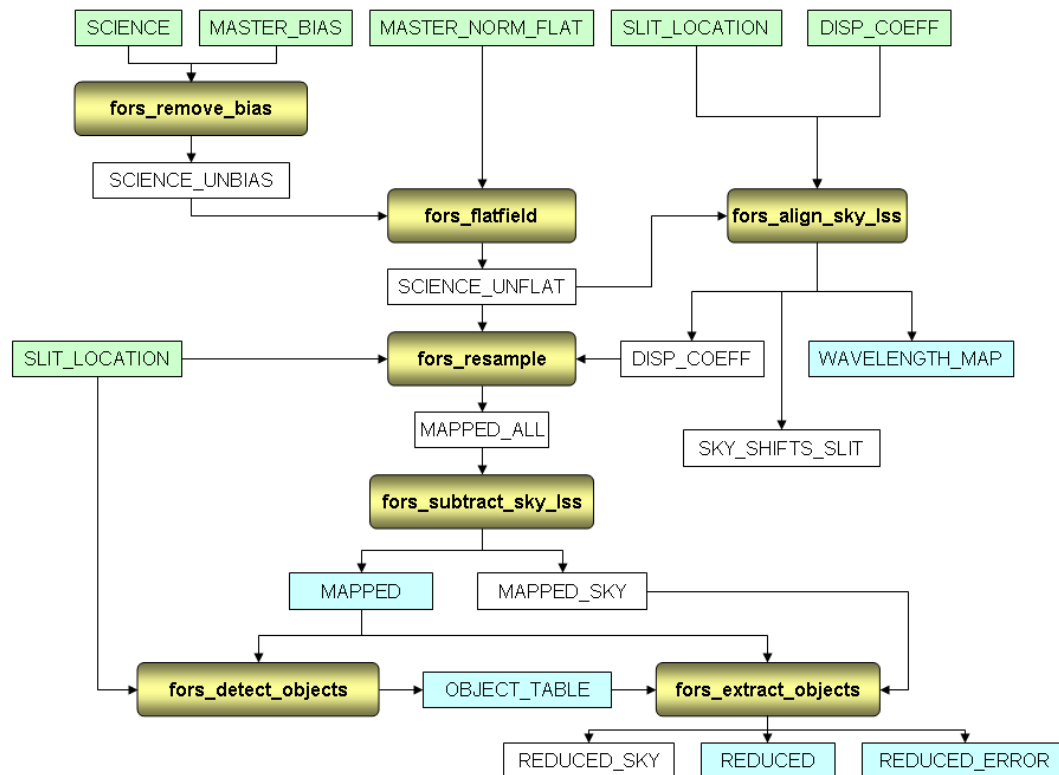 SCIENCE
MASTER_BIAS
MASTER_NORM_FLAT
SLIT_LOCATION
DISP_COEFF
fors_remove_bias
SCIENCE_UNBIAS
fors_flatfield
fors_align_sky_lss
SCIENCE_UNFLAT
SLIT_LOCATION
fors_resample
DISP_COEFF
WAVELENGTH_MAP
MAPPED_ALL
SKY_SHIFTS_SLIT
fors_subtract_sky_lss
MAPPED
MAPPED_SKY
fors_detect_objects
OBJECT_TABLE
fors_extract_objects
REDUCED_SKY
REDUCED
REDUCED_ERROR